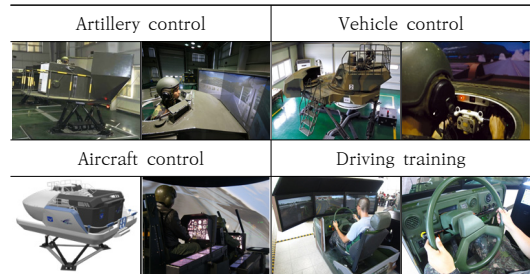 Artillery control
Vehicle control
Aircraft control
Driving training